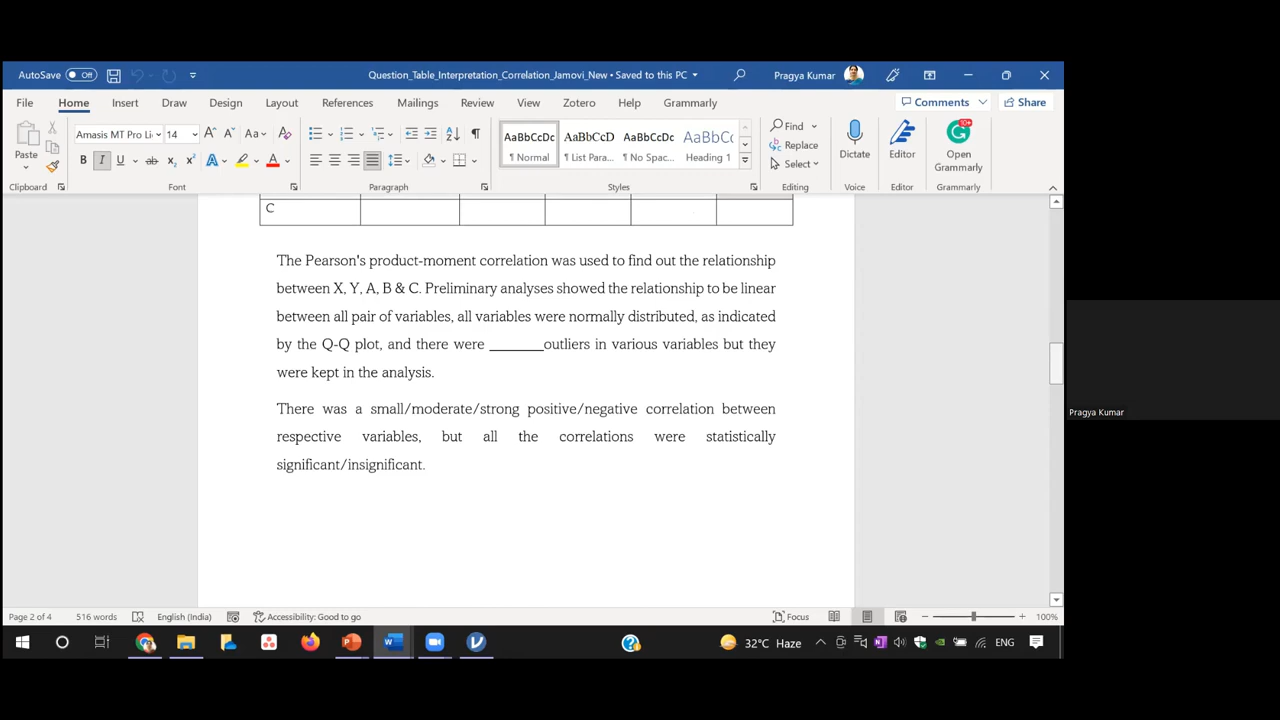 AutoSave Off Question_Table_Interpretation_Correlation_Jamovi_New • Saved to this PC Pragya Kumar
File Home Insert Draw Design Layout References Mailings Review View Zotero Help Grammarly Comments Share
Amasis MT Pro Li 14 A A Aa A
Paste
B I U ab x₂ x² A A
AaBbCcDc AaBbCcD AaBbCcDc AaBbCc
¶ Normal ¶ List Para... ¶ No Spac... Heading 1
Find
Replace
Select
Dictate
Editor
Open
Grammarly
Clipboard Font Paragraph Styles Editing Voice Editor Grammarly
C
The Pearson's product-moment correlation was used to find out the relationship
between X, Y, A, B & C. Preliminary analyses showed the relationship to be linear
between all pair of variables, all variables were normally distributed, as indicated
by the Q-Q plot, and there were _______outliers in various variables but they
were kept in the analysis.
There was a small/moderate/strong positive/negative correlation between
respective variables, but all the correlations were statistically
significant/insignificant.
Pragya Kumar
Page 2 of 4 516 words English (India) Accessibility: Good to go Focus 100%
32°C Haze ENG